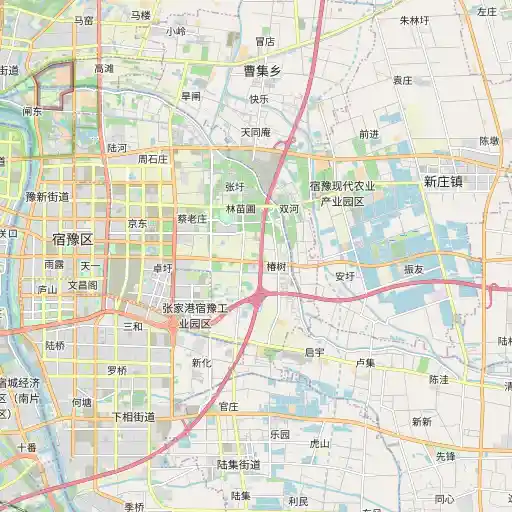 左庄
马窑
马楼
朱林圩
小岭
冒店
街道
高滩
曹集乡
袁庄
旱闸
快乐
闸东
天同庵
前进
陈墩
陆河
周石庄
张圩
宿豫现代农业
产业园区
新庄镇
豫新街道
林苗圃
双河
蔡老庄
京东
宿豫区
雨露
天一
卓圩
椿树
振友
安圩
庐山
文昌阁
张家港宿豫工
业园区
三和
陆桥
启宇
新化
卢集
罗桥
陈洼
宿城经济
区（南片
区）
何塘
官庄
下相街道
新新
十番
乐园
虎山
先锋
陆集街道
季桥
陆集
利民
同心